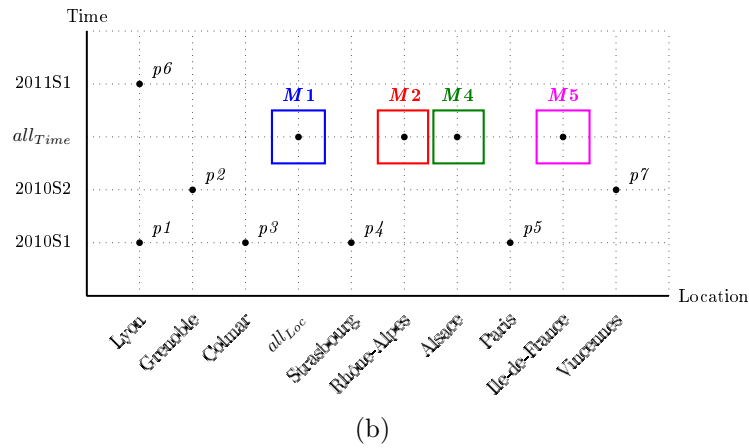 Time
2011S1
p6
M1
M2
M4
M5
all_Time
2010S2
p2
p7
2010S1
p1
p3
p4
p5
Location
Lyon
Grenoble
Colmar
all_Loc
Strasbourg
Rhône-Alpes
Alsace
Paris
Ile-de-France
Vincennes
(b)